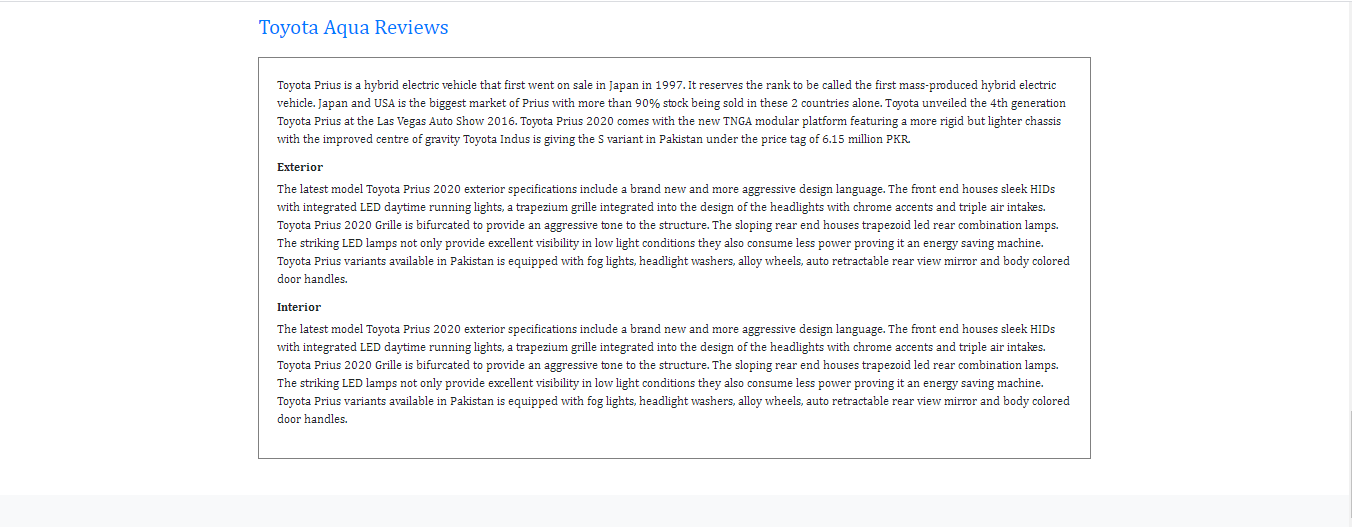 Toyota Aqua Reviews
Toyota Prius is a hybrid electric vehicle that first went on sale in Japan in 1997. It reserves the rank to be called the first mass-produced hybrid electric
vehicle. Japan and USA is the biggest market of Prius with more than 90% stock being sold in these 2 countries alone. Toyota unveiled the 4th generation
Toyota Prius at the Las Vegas Auto Show 2016. Toyota Prius 2020 comes with the new TNGA modular platform featuring a more rigid but lighter chassis
with the improved centre of gravity Toyota Indus is giving the S variant in Pakistan under the price tag of 6.15 million PKR.
Exterior
The latest model Toyota Prius 2020 exterior specifications include a brand new and more aggressive design language. The front end houses sleek HIDs
with integrated LED daytime running lights, a trapezium grille integrated into the design of the headlights with chrome accents and triple air intakes.
Toyota Prius 2020 Grille is bifurcated to provide an aggressive tone to the structure. The sloping rear end houses trapezoid led rear combination lamps.
The striking LED lamps not only provide excellent visibility in low light conditions they also consume less power proving it an energy saving machine.
Toyota Prius variants available in Pakistan is equipped with fog lights, headlight washers, alloy wheels, auto retractable rear view mirror and body colored
door handles.
Interior
The latest model Toyota Prius 2020 exterior specifications include a brand new and more aggressive design language. The front end houses sleek HIDs
with integrated LED daytime running lights, a trapezium grille integrated into the design of the headlights with chrome accents and triple air intakes.
Toyota Prius 2020 Grille is bifurcated to provide an aggressive tone to the structure. The sloping rear end houses trapezoid led rear combination lamps.
The striking LED lamps not only provide excellent visibility in low light conditions they also consume less power proving it an energy saving machine.
Toyota Prius variants available in Pakistan is equipped with fog lights, headlight washers, alloy wheels, auto retractable rear view mirror and body colored
door handles.